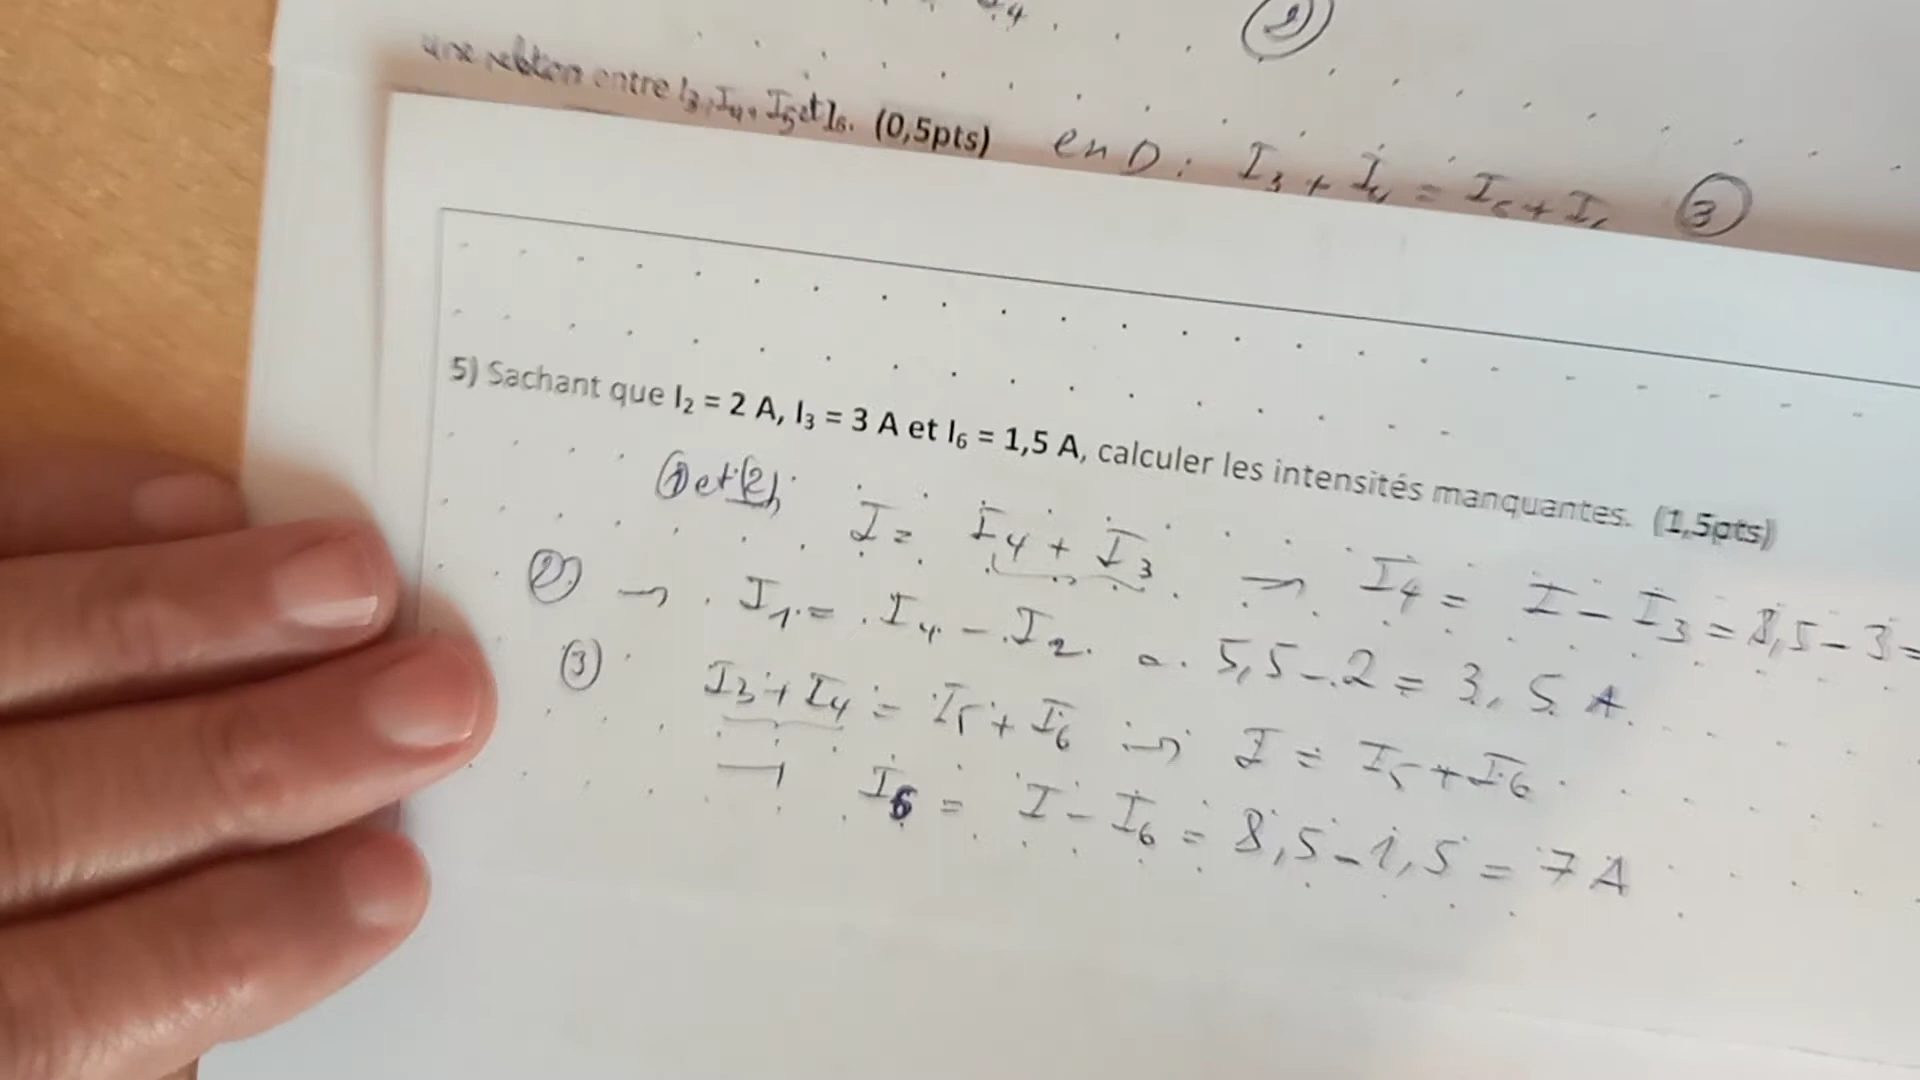 4
②
une relation entre I3, I4, I5 et I6. (0,5pts) en D : I3 + I4 = I5 + I6 ③
5) Sachant que I₂ = 2 A, I₃ = 3 A et I₆ = 1,5 A, calculer les intensités manquantes. (1,5pts)
① et ② I = I4 + I3 → I4 = I - I3 = 8,5 - 3 =
② → I1 = I4 - I2 = 5,5 - 2 = 3,5 A.
③ I3 + I4 = I5 + I6 → I = I5 + I6
→ I6 = I - I6 = 8,5 - 1,5 = 7 A